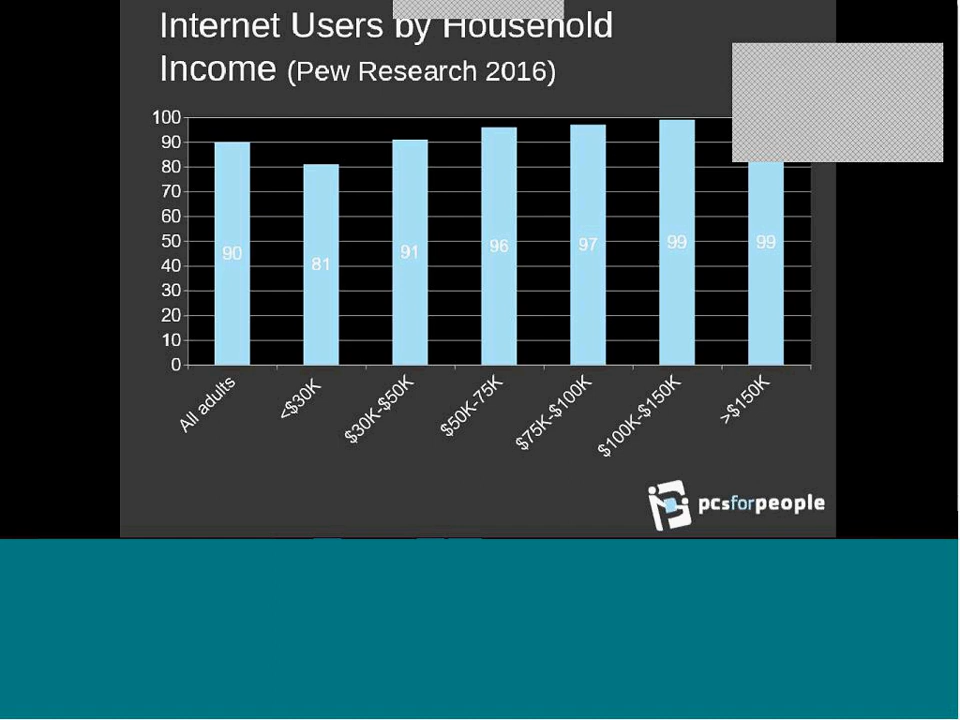 Internet Users by Household
Income (Pew Research 2016)
100
90
80
70
60
50
40
30
20
10
0
90
81
91
96
97
99
99
All adults
<$30K
$30K-$50K
$50K-75K
$75K-$100K
$100K-$150K
>$150K
pcsforpeople